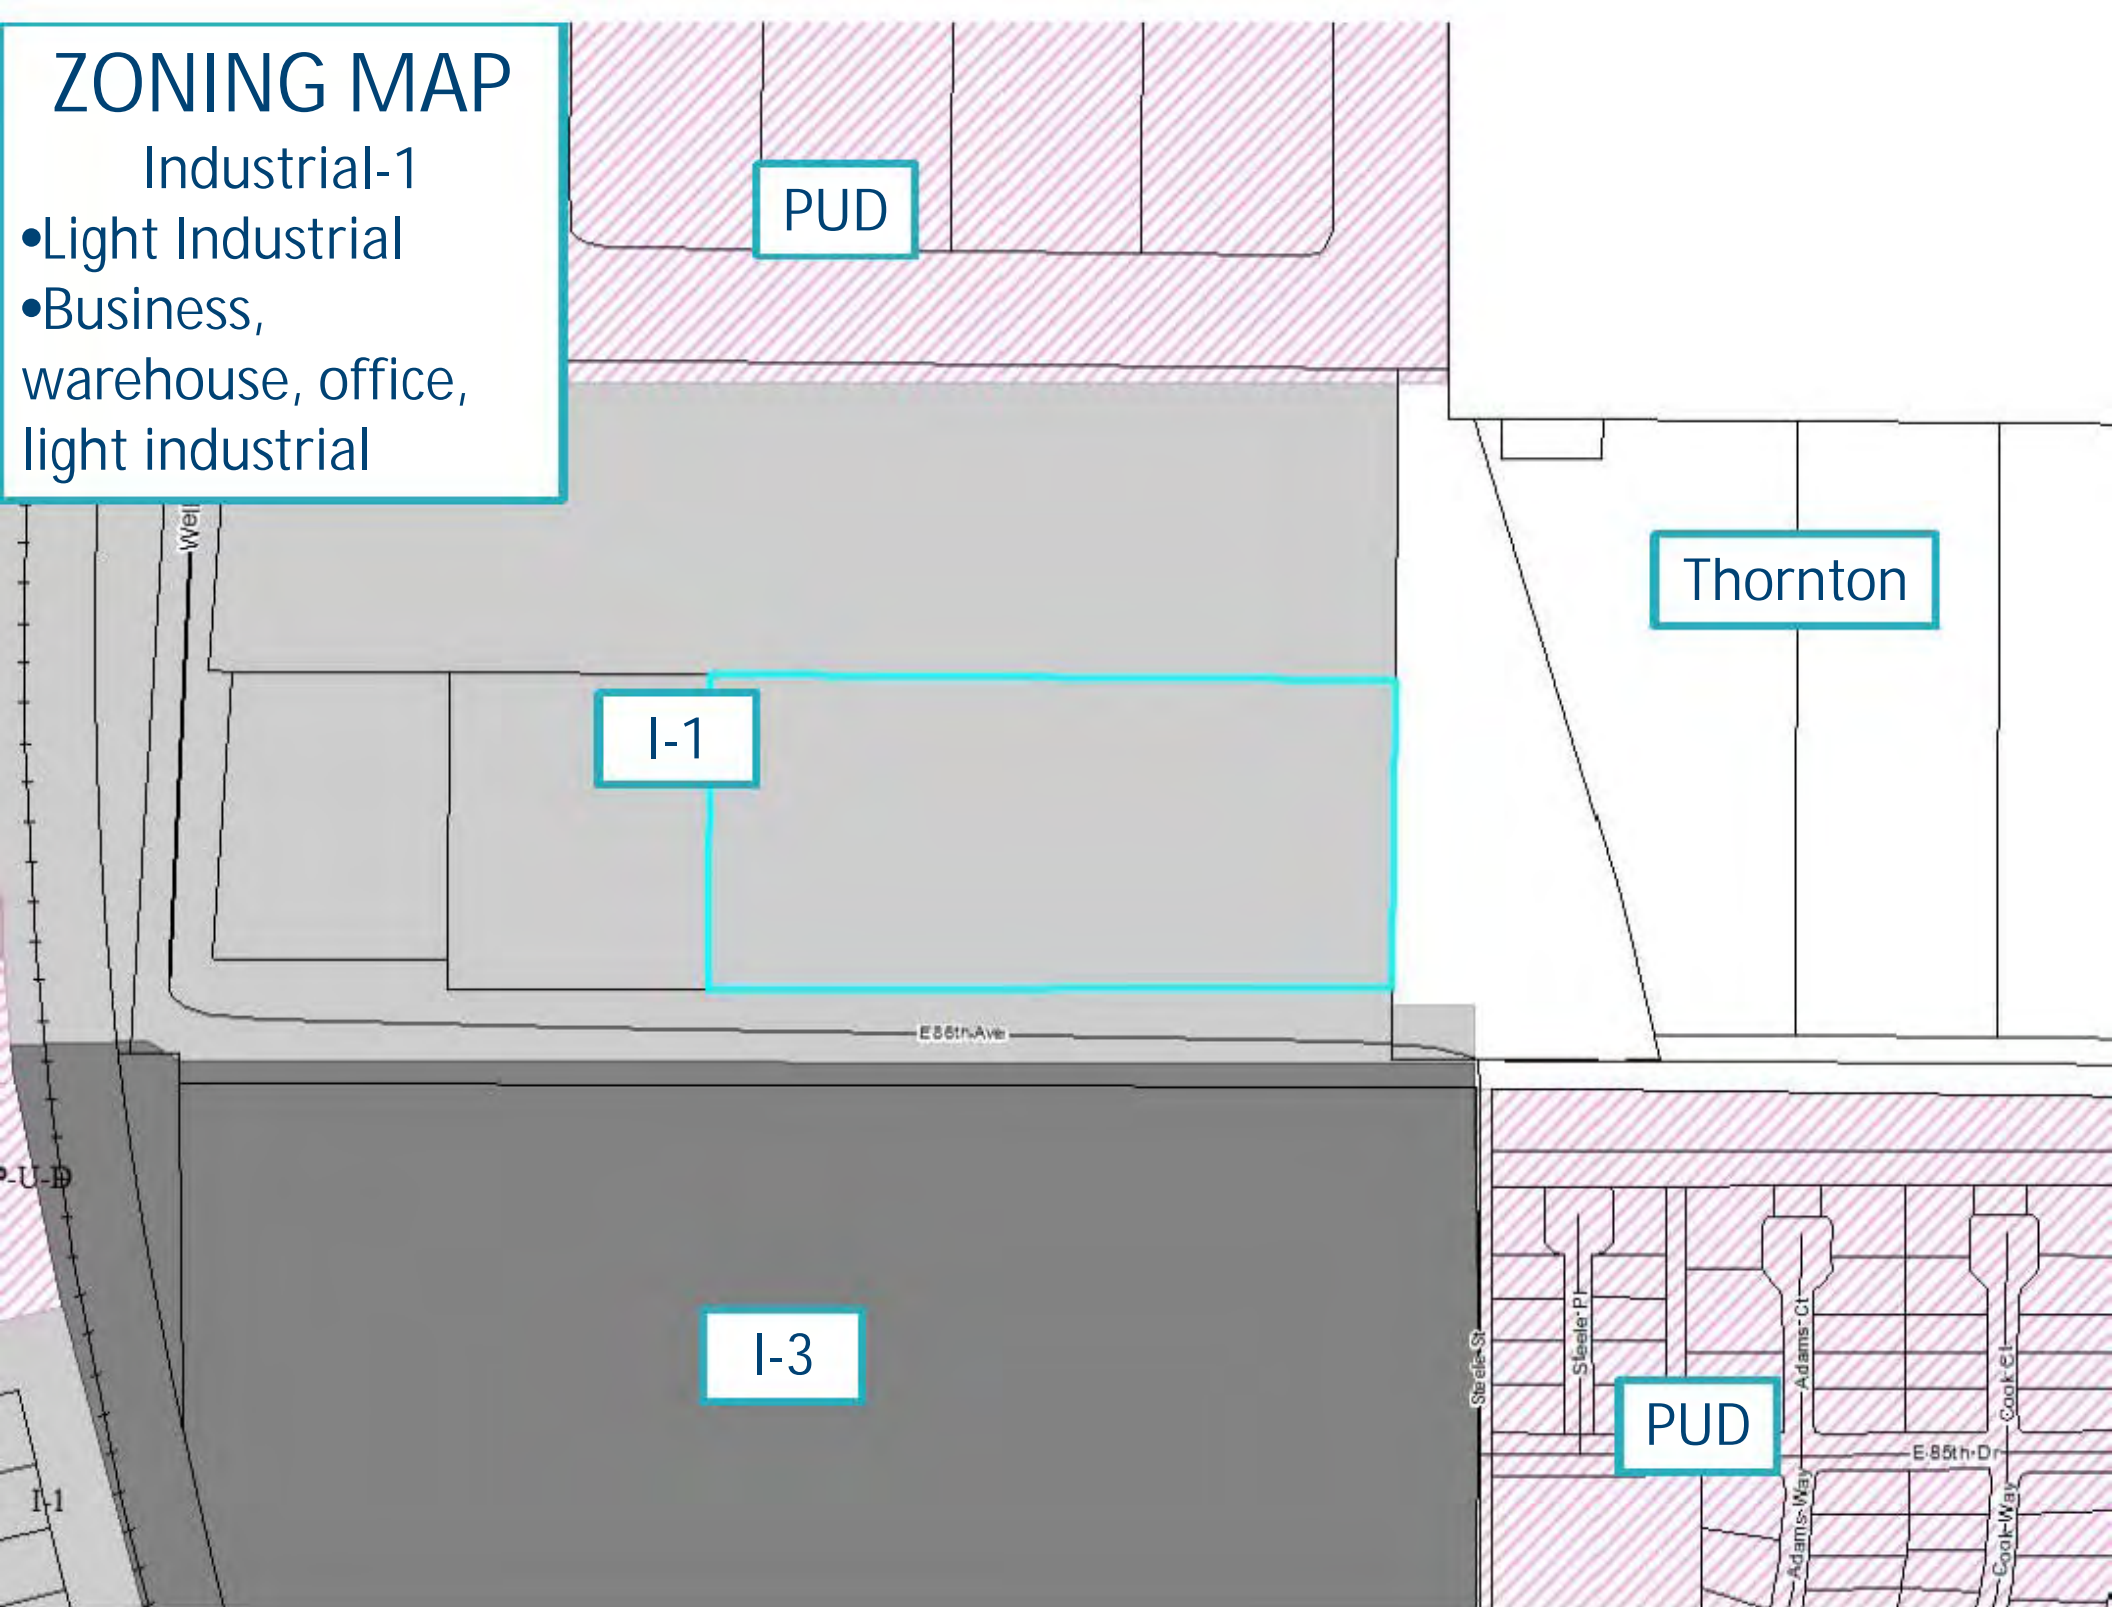 ZONING MAP
Industrial-1
•Light Industrial
•Business,
warehouse, office,
light industrial
PUD
Thornton
I-1
E 86th Ave
I-3
PUD
P-U-D
I-1
Steele St
Steele Pl
Adams Ct
Cook Ct
E 85th Dr
Adams Way
Cook Way